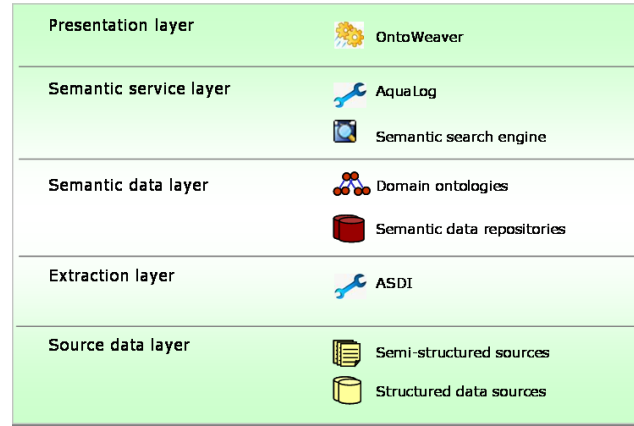 Presentation layer
OntoWeaver
Semantic service layer
AquaLog
Semantic search engine
Semantic data layer
Domain ontologies
Semantic data repositories
Extraction layer
ASDI
Source data layer
Semi-structured sources
Structured data sources